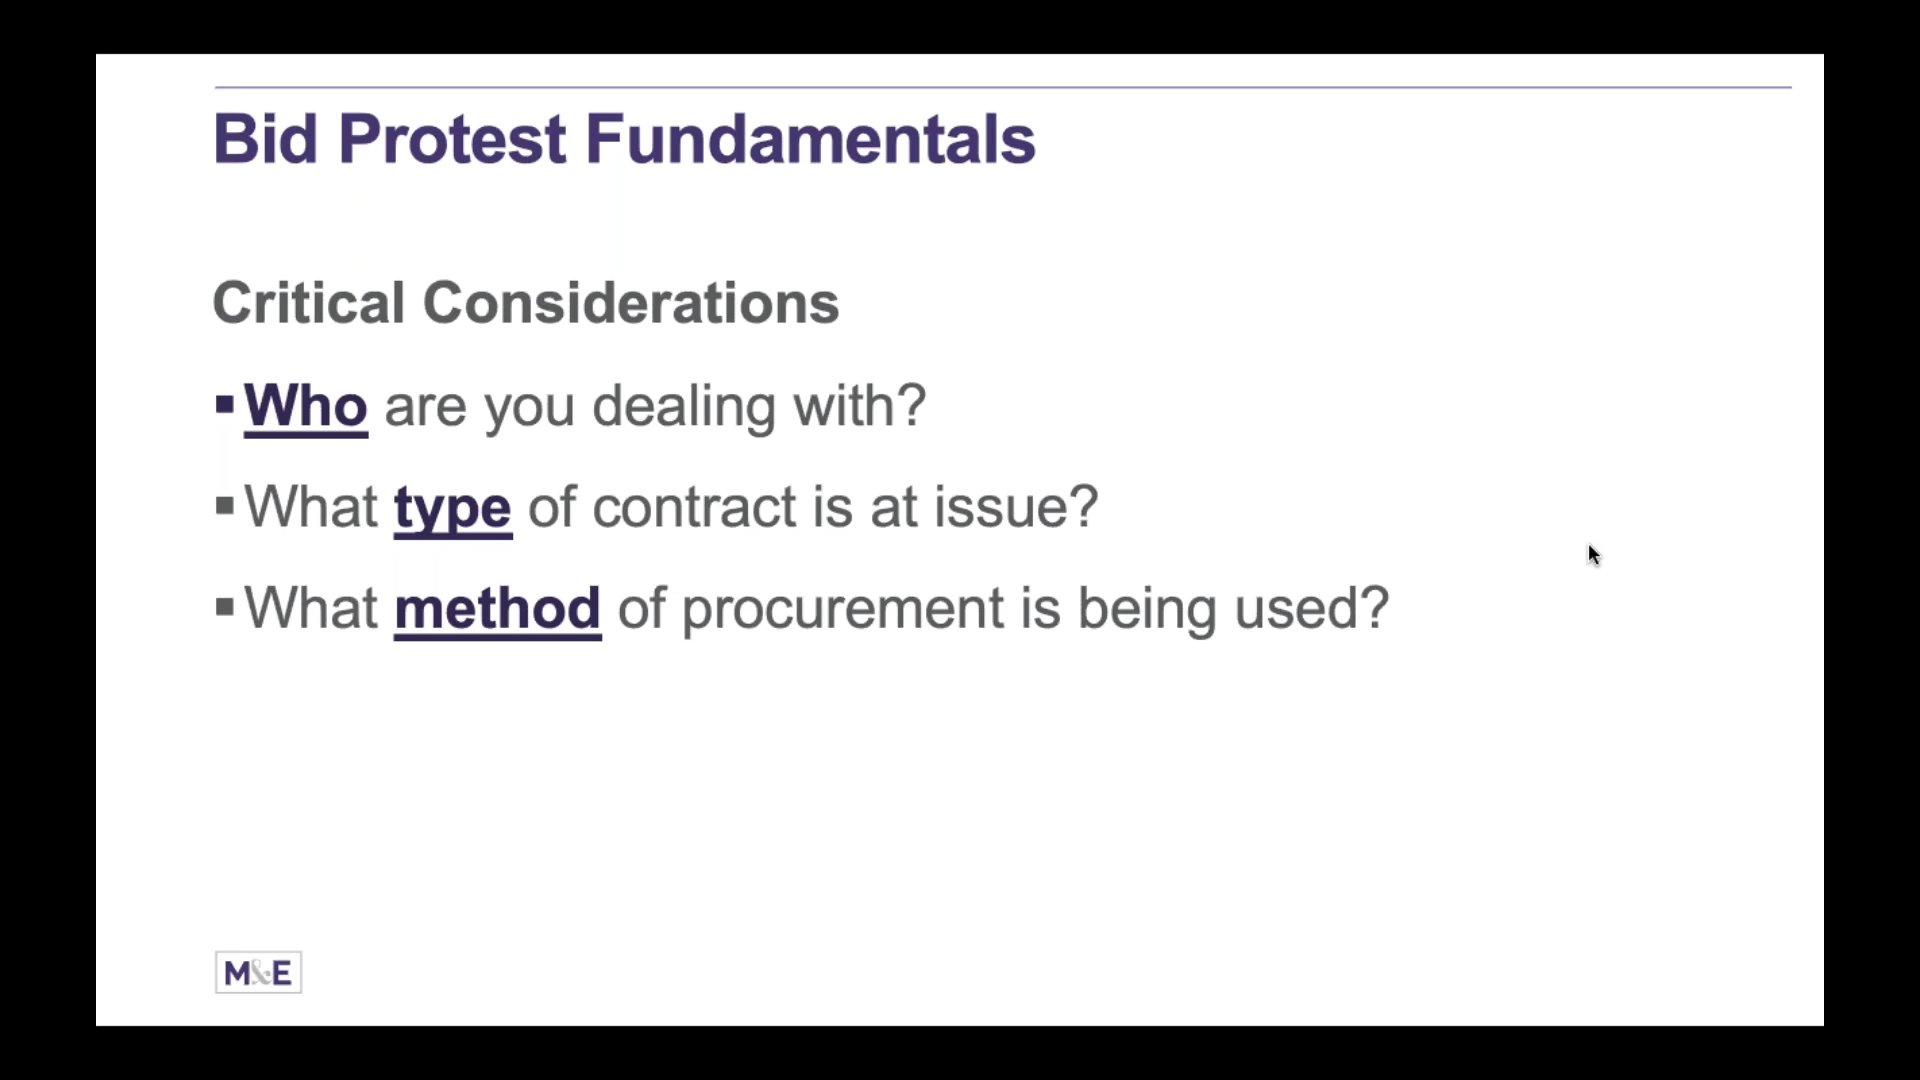 Bid Protest Fundamentals
Critical Considerations
▪Who are you dealing with?
▪What type of contract is at issue?
▪What method of procurement is being used?
M&E